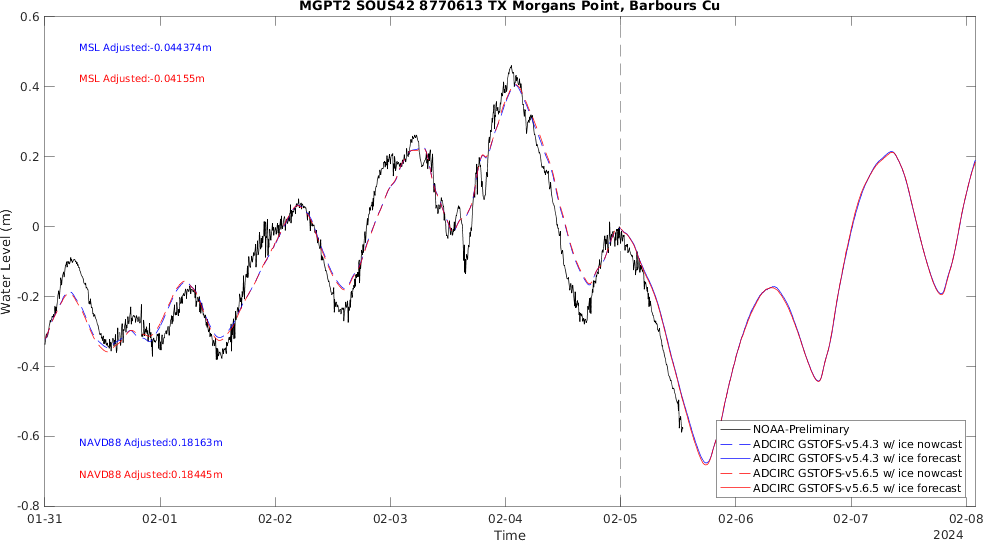 MGPT2 SOUS42 8770613 TX Morgans Point, Barbours Cu
0.6
MSL Adjusted:-0.044374m
MSL Adjusted:-0.04155m
0.4
0.2
0
-0.2
-0.4
-0.6
-0.8
Water Level (m)
NAVD88 Adjusted:0.18163m
NAVD88 Adjusted:0.18445m
NOAA-Preliminary
ADCIRC GSTOFS-v5.4.3 w/ ice nowcast
ADCIRC GSTOFS-v5.4.3 w/ ice forecast
ADCIRC GSTOFS-v5.6.5 w/ ice nowcast
ADCIRC GSTOFS-v5.6.5 w/ ice forecast
01-31 02-01 02-02 02-03 02-04 02-05 02-06 02-07 02-08
Time
2024